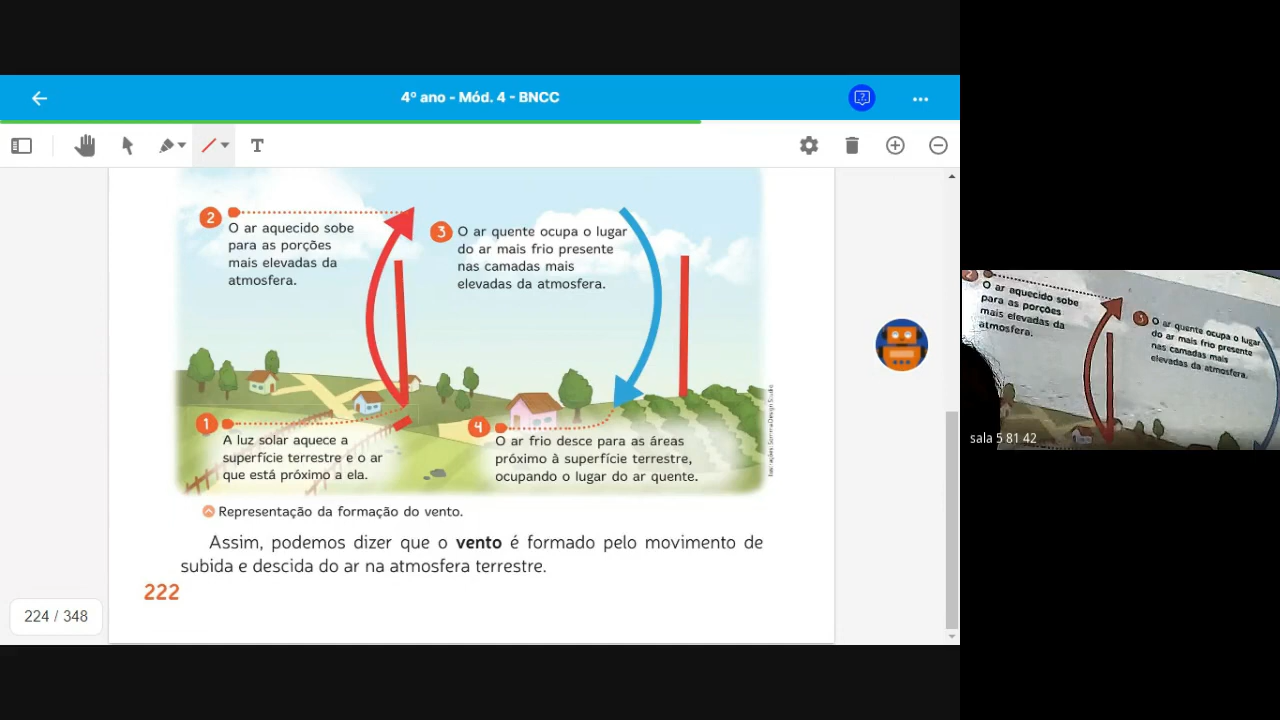 4º ano - Mód. 4 - BNCC
T
2
O ar aquecido sobe
para as porções
mais elevadas da
atmosfera.
3
O ar quente ocupa o lugar
do ar mais frio presente
nas camadas mais
elevadas da atmosfera.
1
A luz solar aquece a
superfície terrestre e o ar
que está próximo a ela.
4
O ar frio desce para as áreas
próximo à superfície terrestre,
ocupando o lugar do ar quente.
Ilustrações: SommaDesign Studio
Representação da formação do vento.
Assim, podemos dizer que o vento é formado pelo movimento de
subida e descida do ar na atmosfera terrestre.
222
224 / 348
2
O ar aquecido sobe
para as porções
mais elevadas da
atmosfera.
3
O ar quente ocupa o lugar
do ar mais frio presente
nas camadas mais
elevadas da atmosfera.
sala 5 81 42